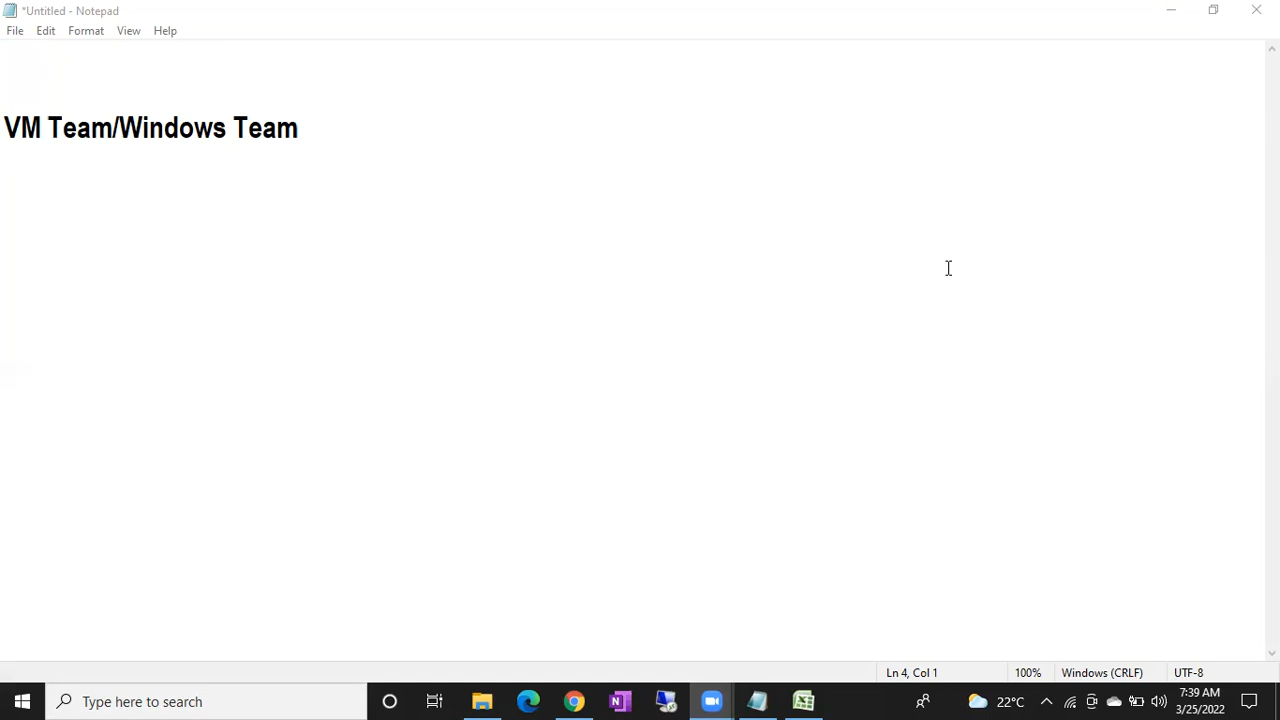 *Untitled - Notepad
File Edit Format View Help
VM Team/Windows Team
Ln 4, Col 1 100% Windows (CRLF) UTF-8
Type here to search
N
22°C
7:39 AM
3/25/2022